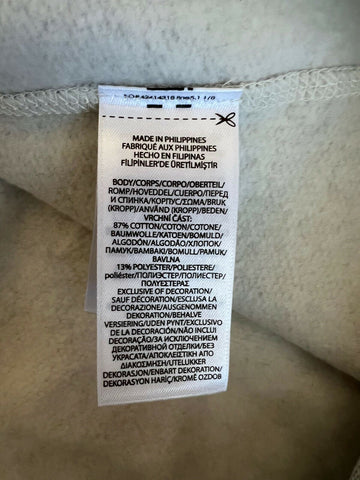 MADE IN PHILIPPINES
FABRIQUÉ AUX PHILIPPINES
HECHO EN FILIPINAS
FİLİPİNLER'DE ÜRETİLMİŞTİR
BODY/CORPS/CORPO/OBERTEIL/
ROMP/HOVEDDEL/CUERPO/ПЕРЕД
И СПИНКА/КОРПУС/ΣΩΜΑ/BRUK
(KROPP)/ANVÄND (KROPP)/BEDEN/
VRCHNÍ ČÁST:
87% COTTON/COTON/COTONE/
BAUMWOLLE/KATOEN/BOMULD/
ALGODÓN/ALGODÃO/ХЛОПОК/
ПАМУК/ΒΑΜΒΑΚΙ/BOMULL/PAMUK/
BAVLNA
13% POLYESTER/POLIESTERE/
poliéster/ПОЛИЭСТЕР/ПОЛИЕСТЕР/
ΠΟΛΥΕΣΤΕΡΑΣ
EXCLUSIVE OF DECORATION/
SAUF DÉCORATION/ESCLUSA LA
DECORAZIONE/AUSGENOMMEN
DEKORATION/BEHALVE
VERSIERING/UDEN PYNT/EXCLUSIVO
DE LA DECORACIÓN/NÃO INCLUI
DECORAÇÃO/ЗА ИСКЛЮЧЕНИЕМ
ДЕКОРАТИВНОЙ ОТДЕЛКИ/БЕЗ
УКРАСАТА/ΑΠΟΚΛΕΙΣΤΙΚΗ ΑΠΟ
ΔΙΑΚΟΣΜΗΣΗ/UTELUKKER
DEKORASJON/ENBART DEKORATION/
DEKORASYON HARİÇ/KROMĚ OZDOB